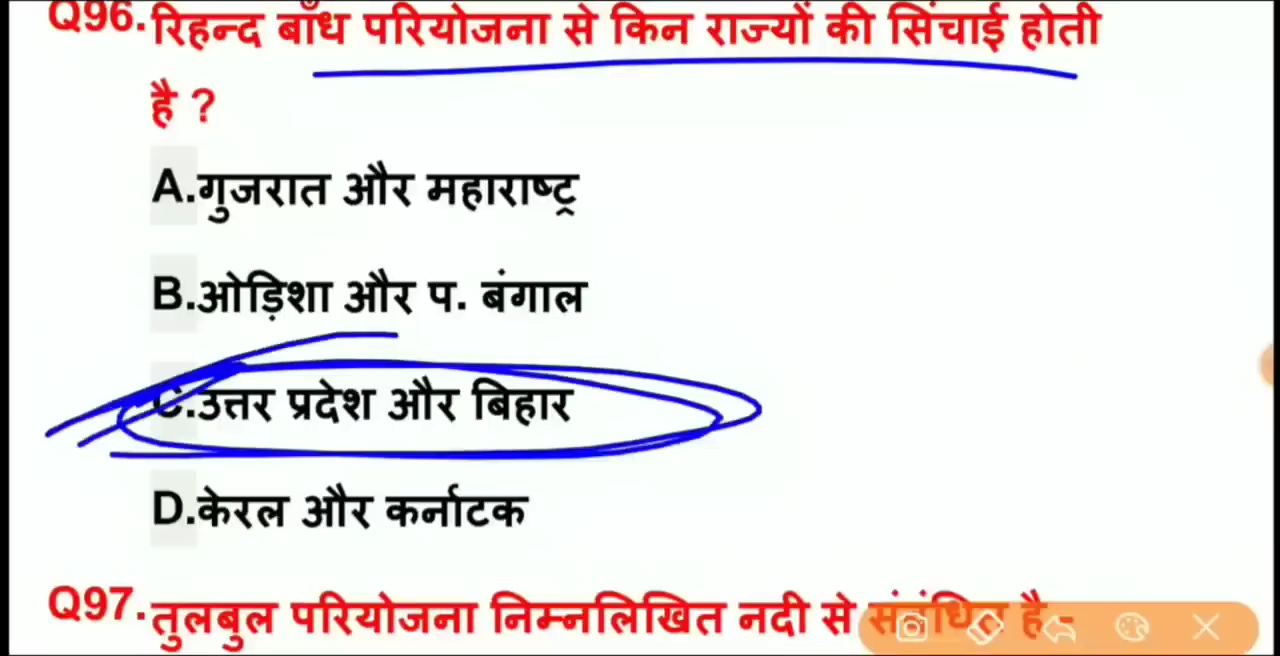 Q96. रिहन्द बाँध परियोजना से किन राज्यों की सिंचाई होती
है ?
A.गुजरात और महाराष्ट्र
B.ओड़िशा और प. बंगाल
C.उत्तर प्रदेश और बिहार
D.केरल और कर्नाटक
Q97. तुलबुल परियोजना निम्नलिखित नदी से संबंधित है-